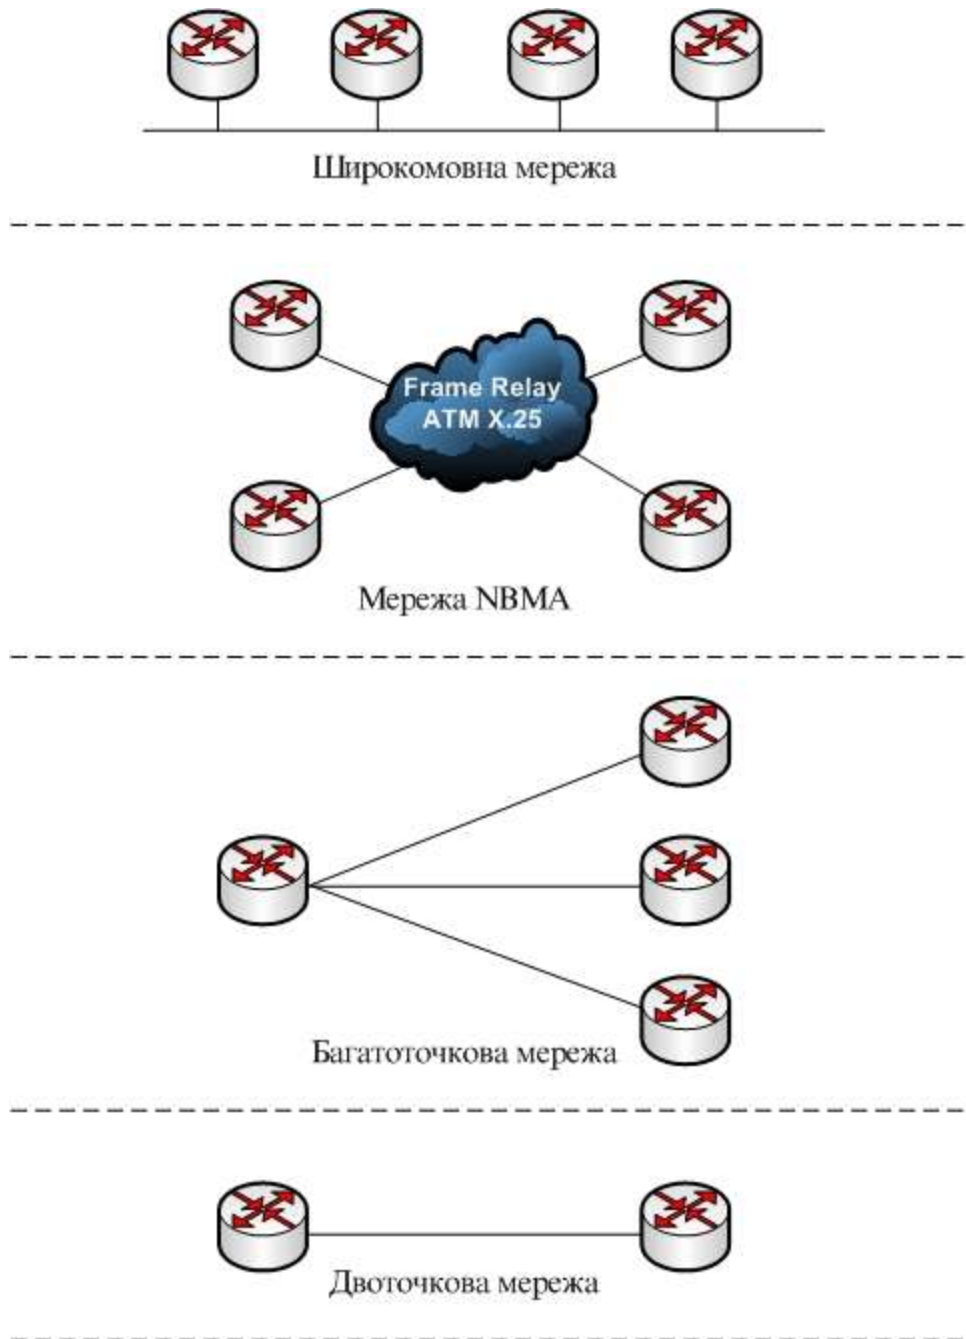 Широкомовна мережа
Frame Relay
ATM X.25
Мережа NBMA
Багатоточкова мережа
Двоточкова мережа